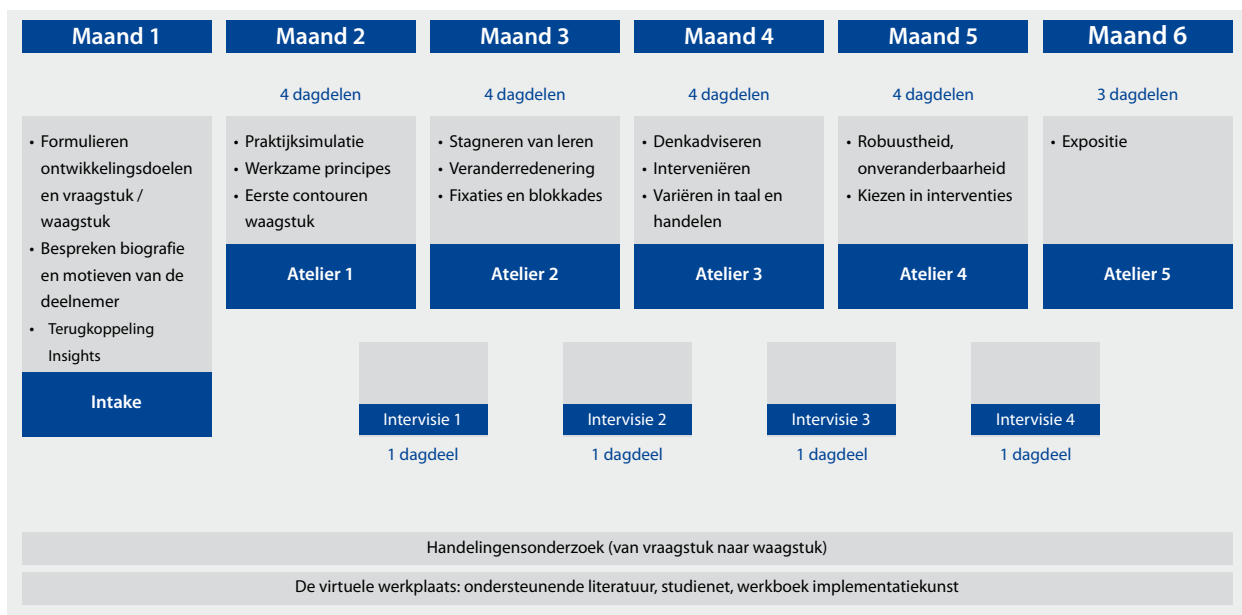 Maand 1
Maand 2
Maand 3
Maand 4
Maand 5
Maand 6
4 dagdelen
4 dagdelen
4 dagdelen
4 dagdelen
3 dagdelen
• Formuleren
ontwikkelingsdoelen
en vraagstuk /
waagstuk
• Bespreken biografie
en motieven van de
deelnemer
• Terugkoppeling
Insights
Intake
• Praktijksimulatie
• Werkzame principes
• Eerste contouren
waagstuk
Atelier 1
• Stagneren van leren
• Veranderredenering
• Fixaties en blokkades
Atelier 2
• Denkadviseren
• Interveniëren
• Variëren in taal en
handelen
Atelier 3
• Robuustheid,
onveranderbaarheid
• Kiezen in interventies
Atelier 4
• Expositie
Atelier 5
Intervisie 1
1 dagdeel
Intervisie 2
1 dagdeel
Intervisie 3
1 dagdeel
Intervisie 4
1 dagdeel
Handelingensonderzoek (van vraagstuk naar waagstuk)
De virtuele werkplaats: ondersteunende literatuur, studienet, werkboek implementatiekunst